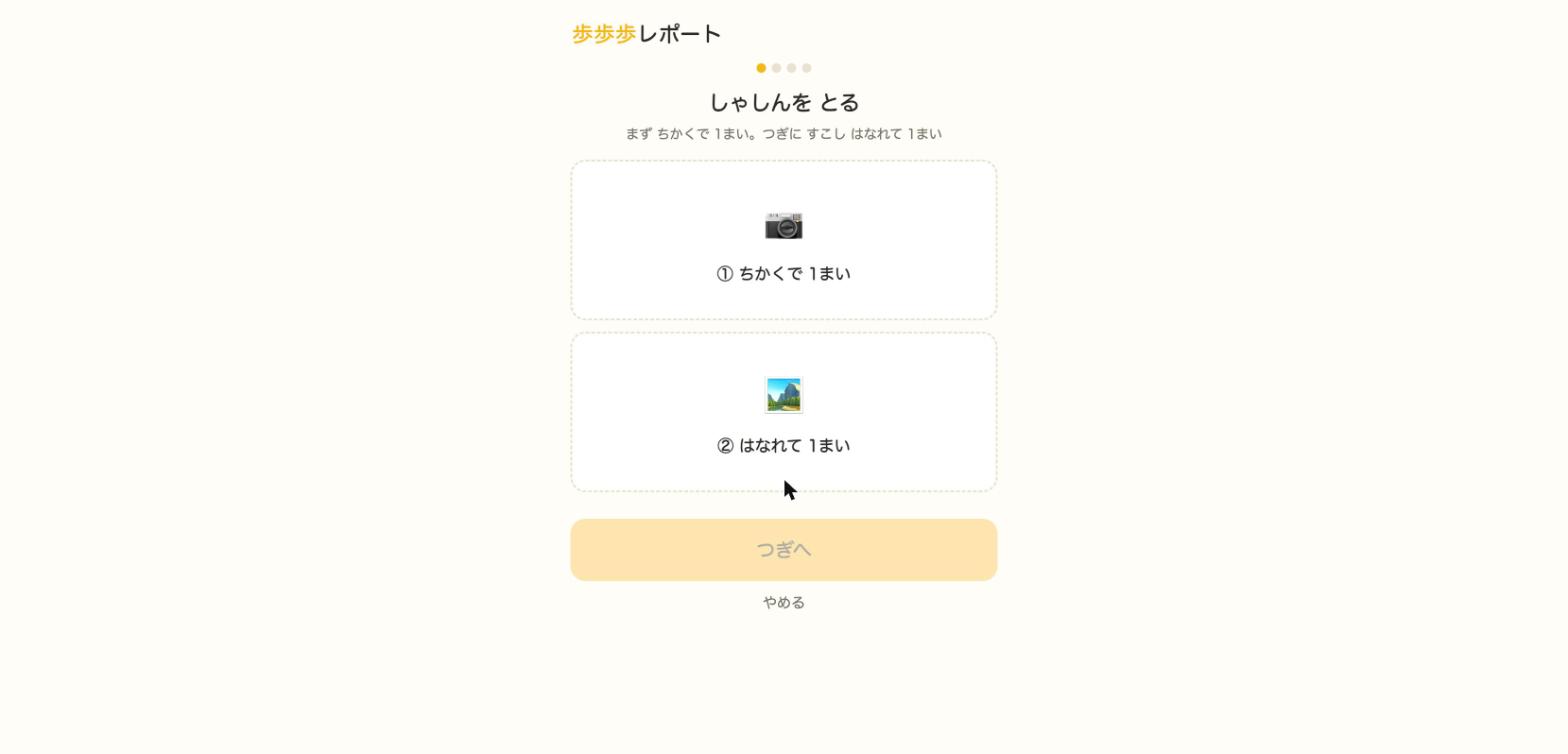 歩歩歩レポート
しゃしんを とる
まず ちかくで 1まい。つぎに すこし はなれて 1まい
① ちかくで 1まい
② はなれて 1まい
つぎへ
やめる